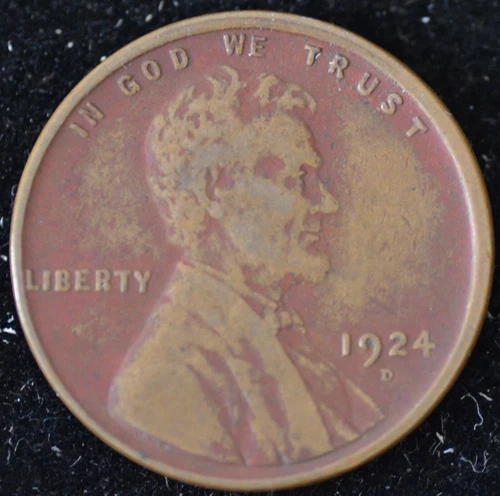 IN GOD WE TRUST
LIBERTY
1924
D